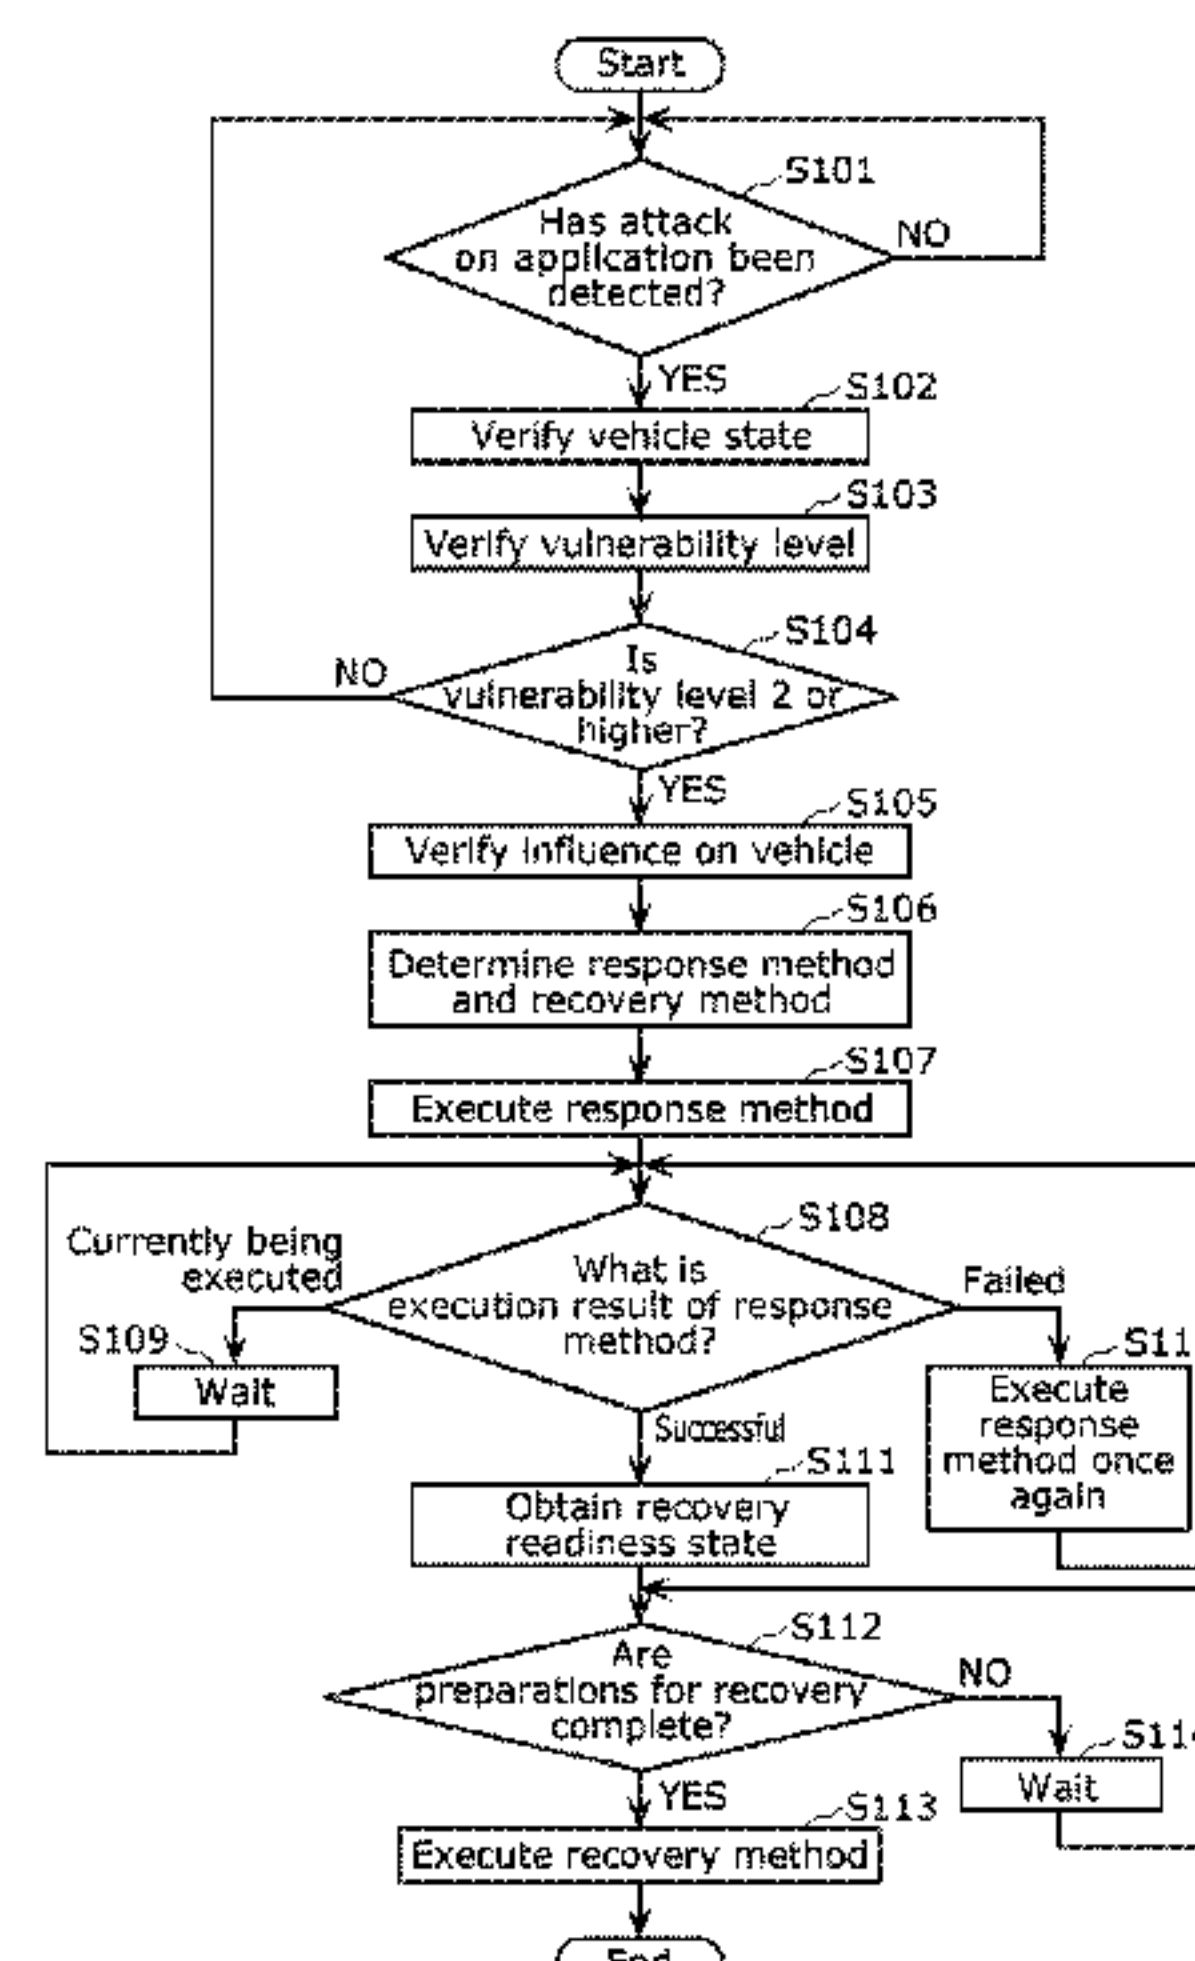 Start
S101
Has attack
on application been
detected?
NO
YES
S102
Verify vehicle state
S103
Verify vulnerability level
S104
Is
vulnerability level 2 or
higher?
NO
YES
S105
Verify influence on vehicle
S106
Determine response method
and recovery method
S107
Execute response method
S108
What is
execution result of response
method?
Currently being
executed
Failed
S109
Wait
S11
Execute
response
method once
again
Successful
S111
Obtain recovery
readiness state
S112
Are
preparations for recovery
complete?
NO
S114
Wait
YES
S113
Execute recovery method
End